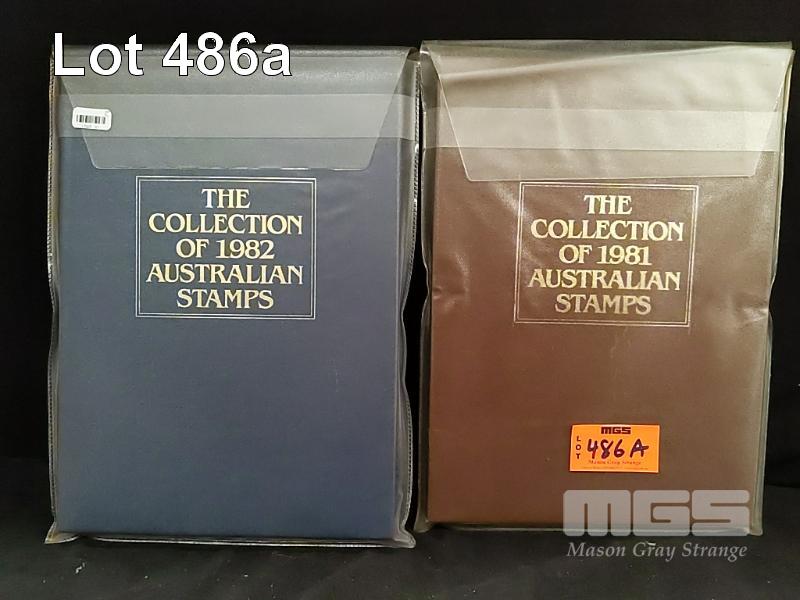 Lot 486a
THE
COLLECTION
OF 1982
AUSTRALIAN
STAMPS
THE
COLLECTION
OF 1981
AUSTRALIAN
STAMPS
MGS
LOT
486A
Mason Gray Strange
MGS
Mason Gray Strange